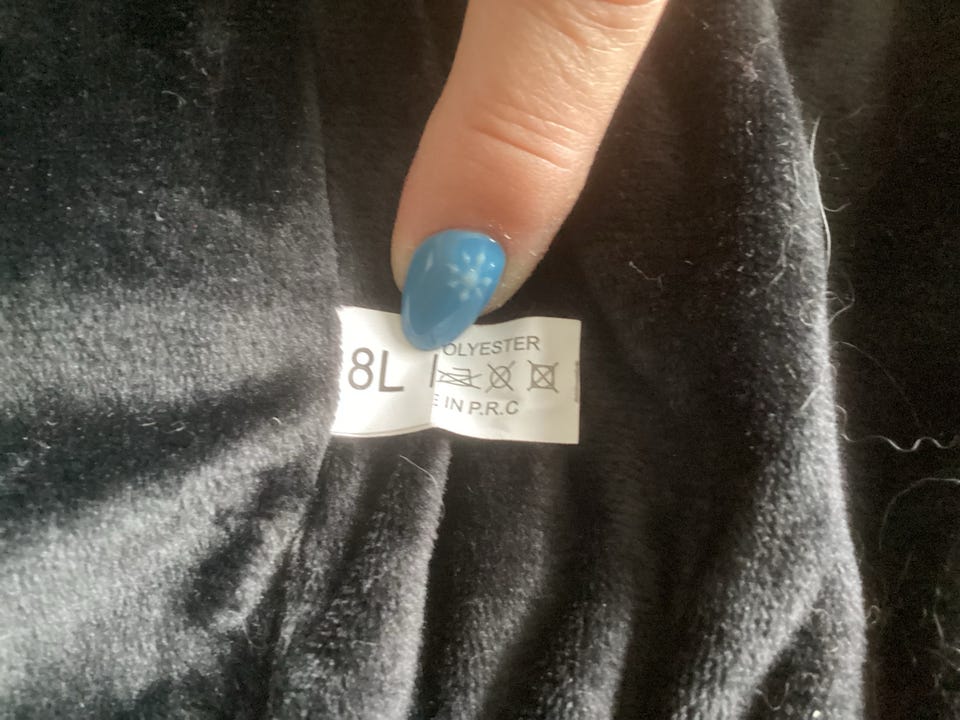 8L
OLYESTER
E IN P.R.C